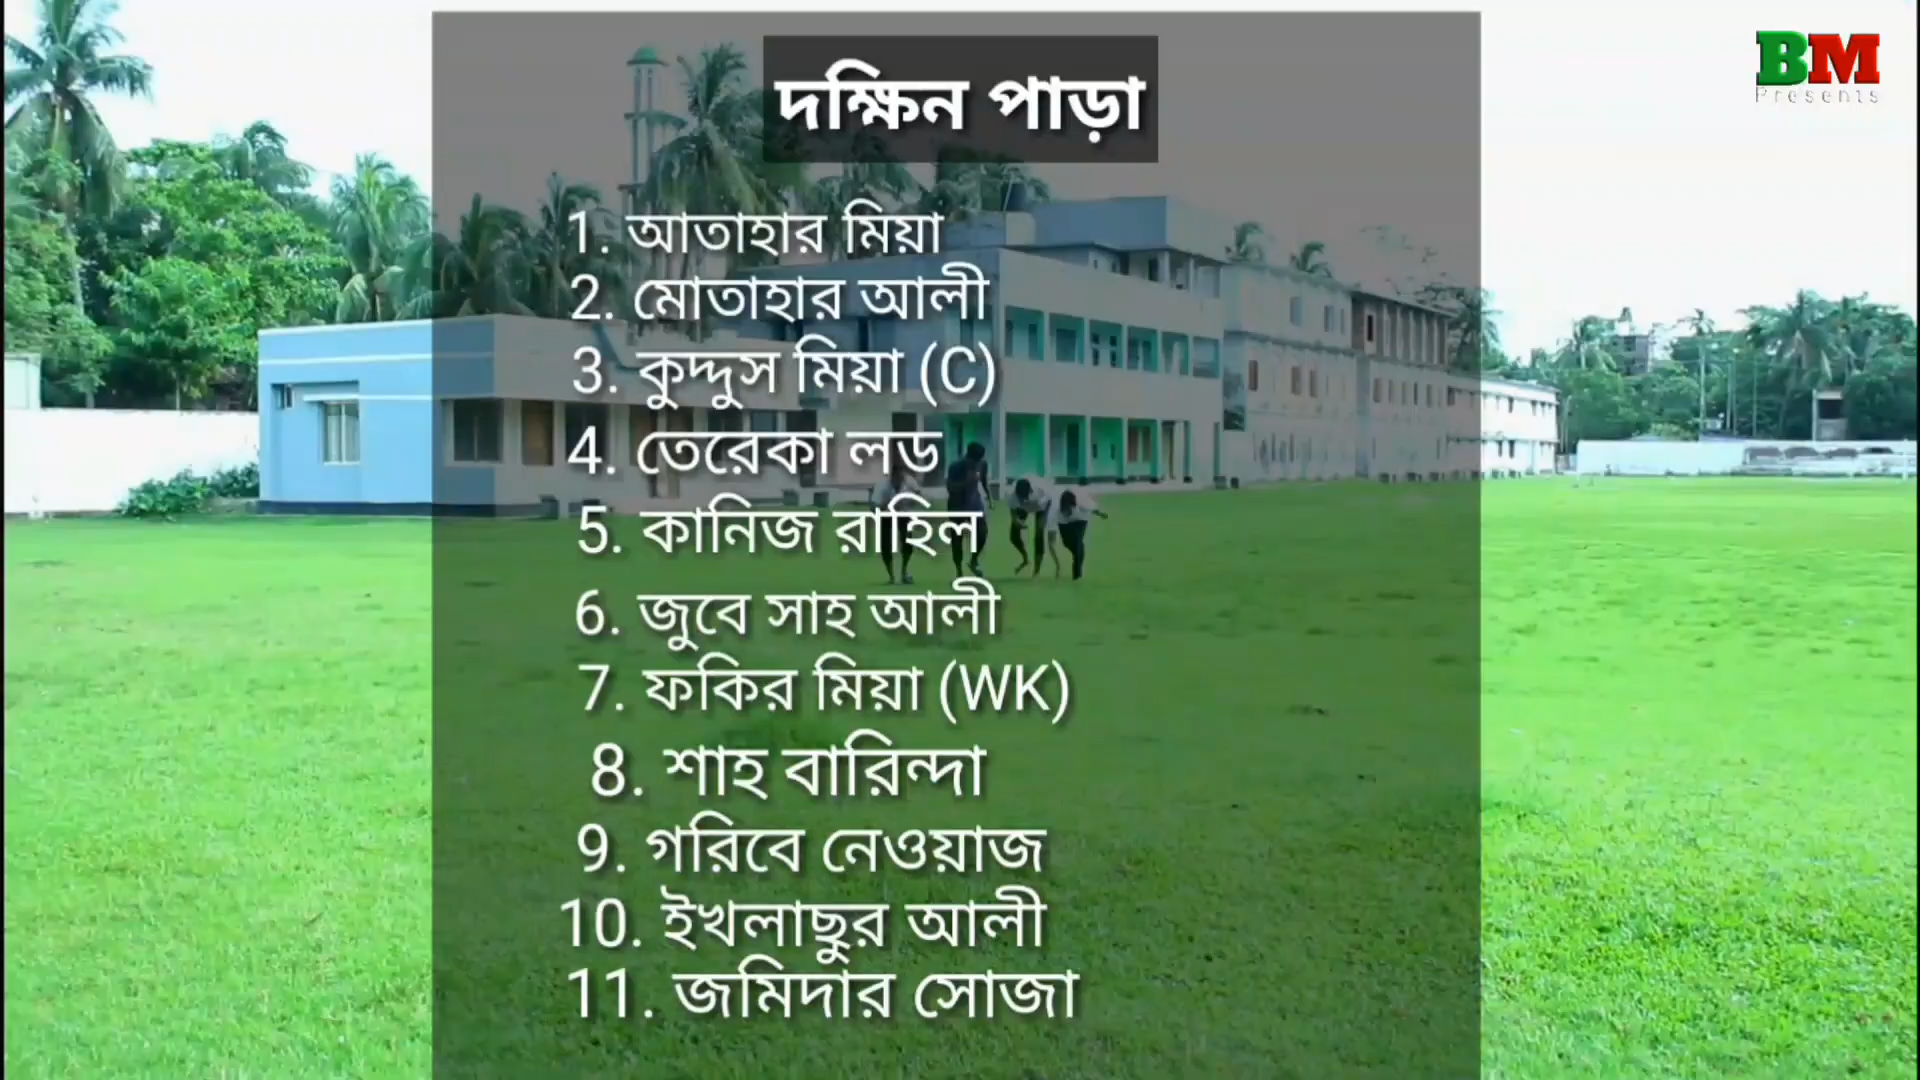 দক্ষিন পাড়া
BM
Presents
1. আতাহার মিয়া
2. মোতাহার আলী
3. কুদ্দুস মিয়া (C)
4. তেরেকা লড
5. কানিজ রাহিল
6. জুবে সাহ আলী
7. ফকির মিয়া (WK)
8. শাহ বারিন্দা
9. গরিবে নেওয়াজ
10. ইখলাছুর আলী
11. জমিদার সোজা